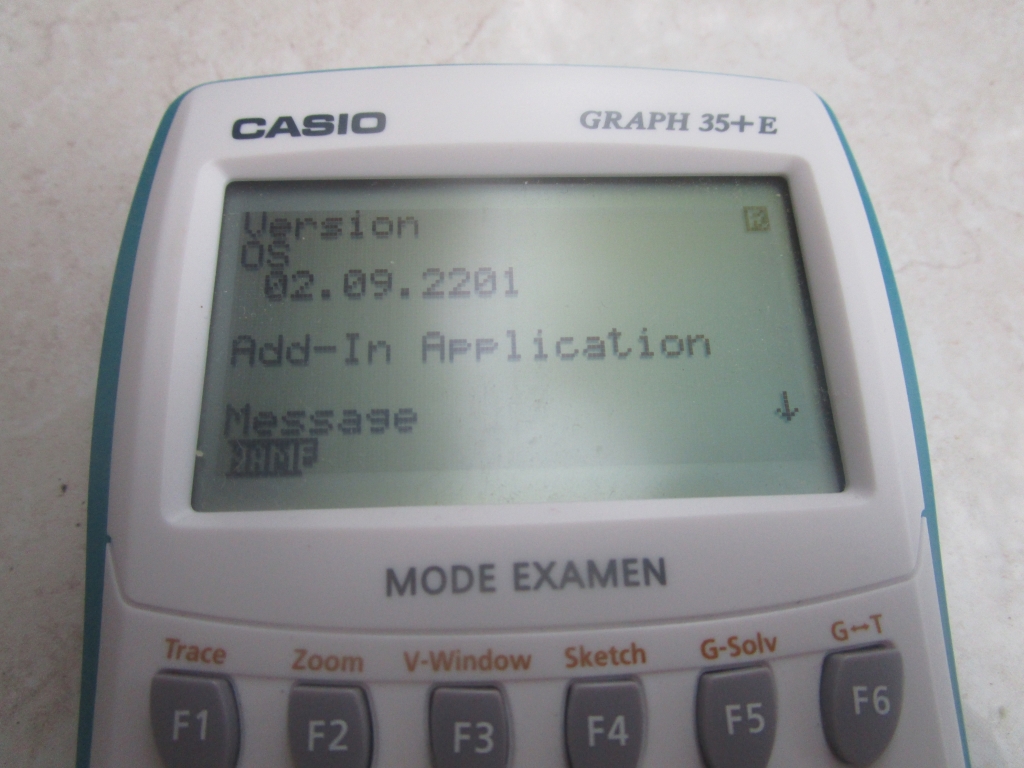 CASIO GRAPH 35+E
Version R
OS
02.09.2201
Add-In Application
Message ↓
NAME
MODE EXAMEN
Trace Zoom V-Window Sketch G-Solv G↔T
F1 F2 F3 F4 F5 F6